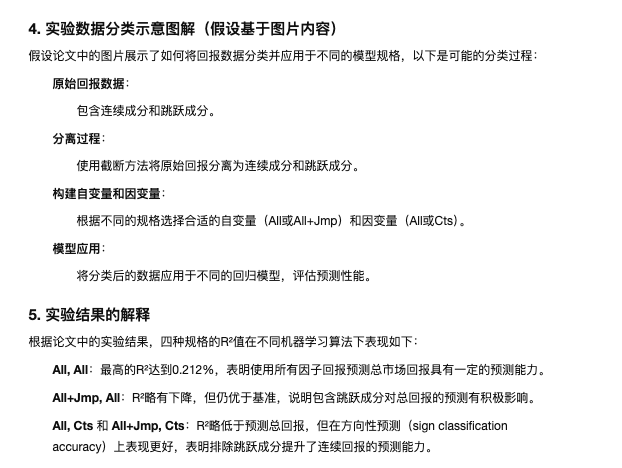 4. 实验数据分类示意图解（假设基于图片内容）
假设论文中的图片展示了如何将回报数据分类并应用于不同的模型规格，以下是可能的分类过程：
原始回报数据：
包含连续成分和跳跃成分。
分离过程：
使用截断方法将原始回报分离为连续成分和跳跃成分。
构建自变量和因变量：
根据不同的规格选择合适的自变量（All或All+Jmp）和因变量（All或Cts）。
模型应用：
将分类后的数据应用于不同的回归模型，评估预测性能。
5. 实验结果的解释
根据论文中的实验结果，四种规格的R²值在不同机器学习算法下表现如下：
All, All：最高的R²达到0.212%，表明使用所有因子回报预测总市场回报具有一定的预测能力。
All+Jmp, All：R²略有下降，但仍优于基准，说明包含跳跃成分对总回报的预测有积极影响。
All, Cts 和 All+Jmp, Cts：R²略低于预测总回报，但在方向性预测（sign classification
accuracy）上表现更好，表明排除跳跃成分提升了连续回报的预测能力。